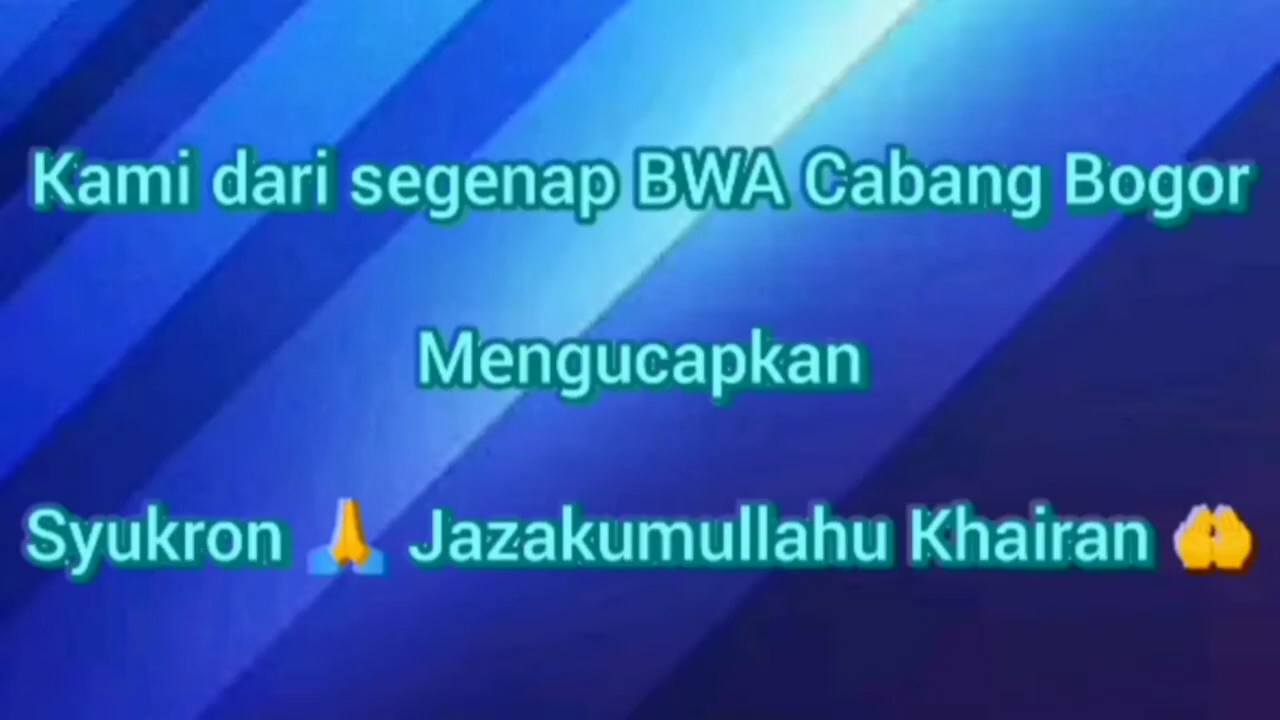 Kami dari segenap BWA Cabang Bogor
Mengucapkan
Syukron 🙏 Jazakumullahu Khairan 🤲